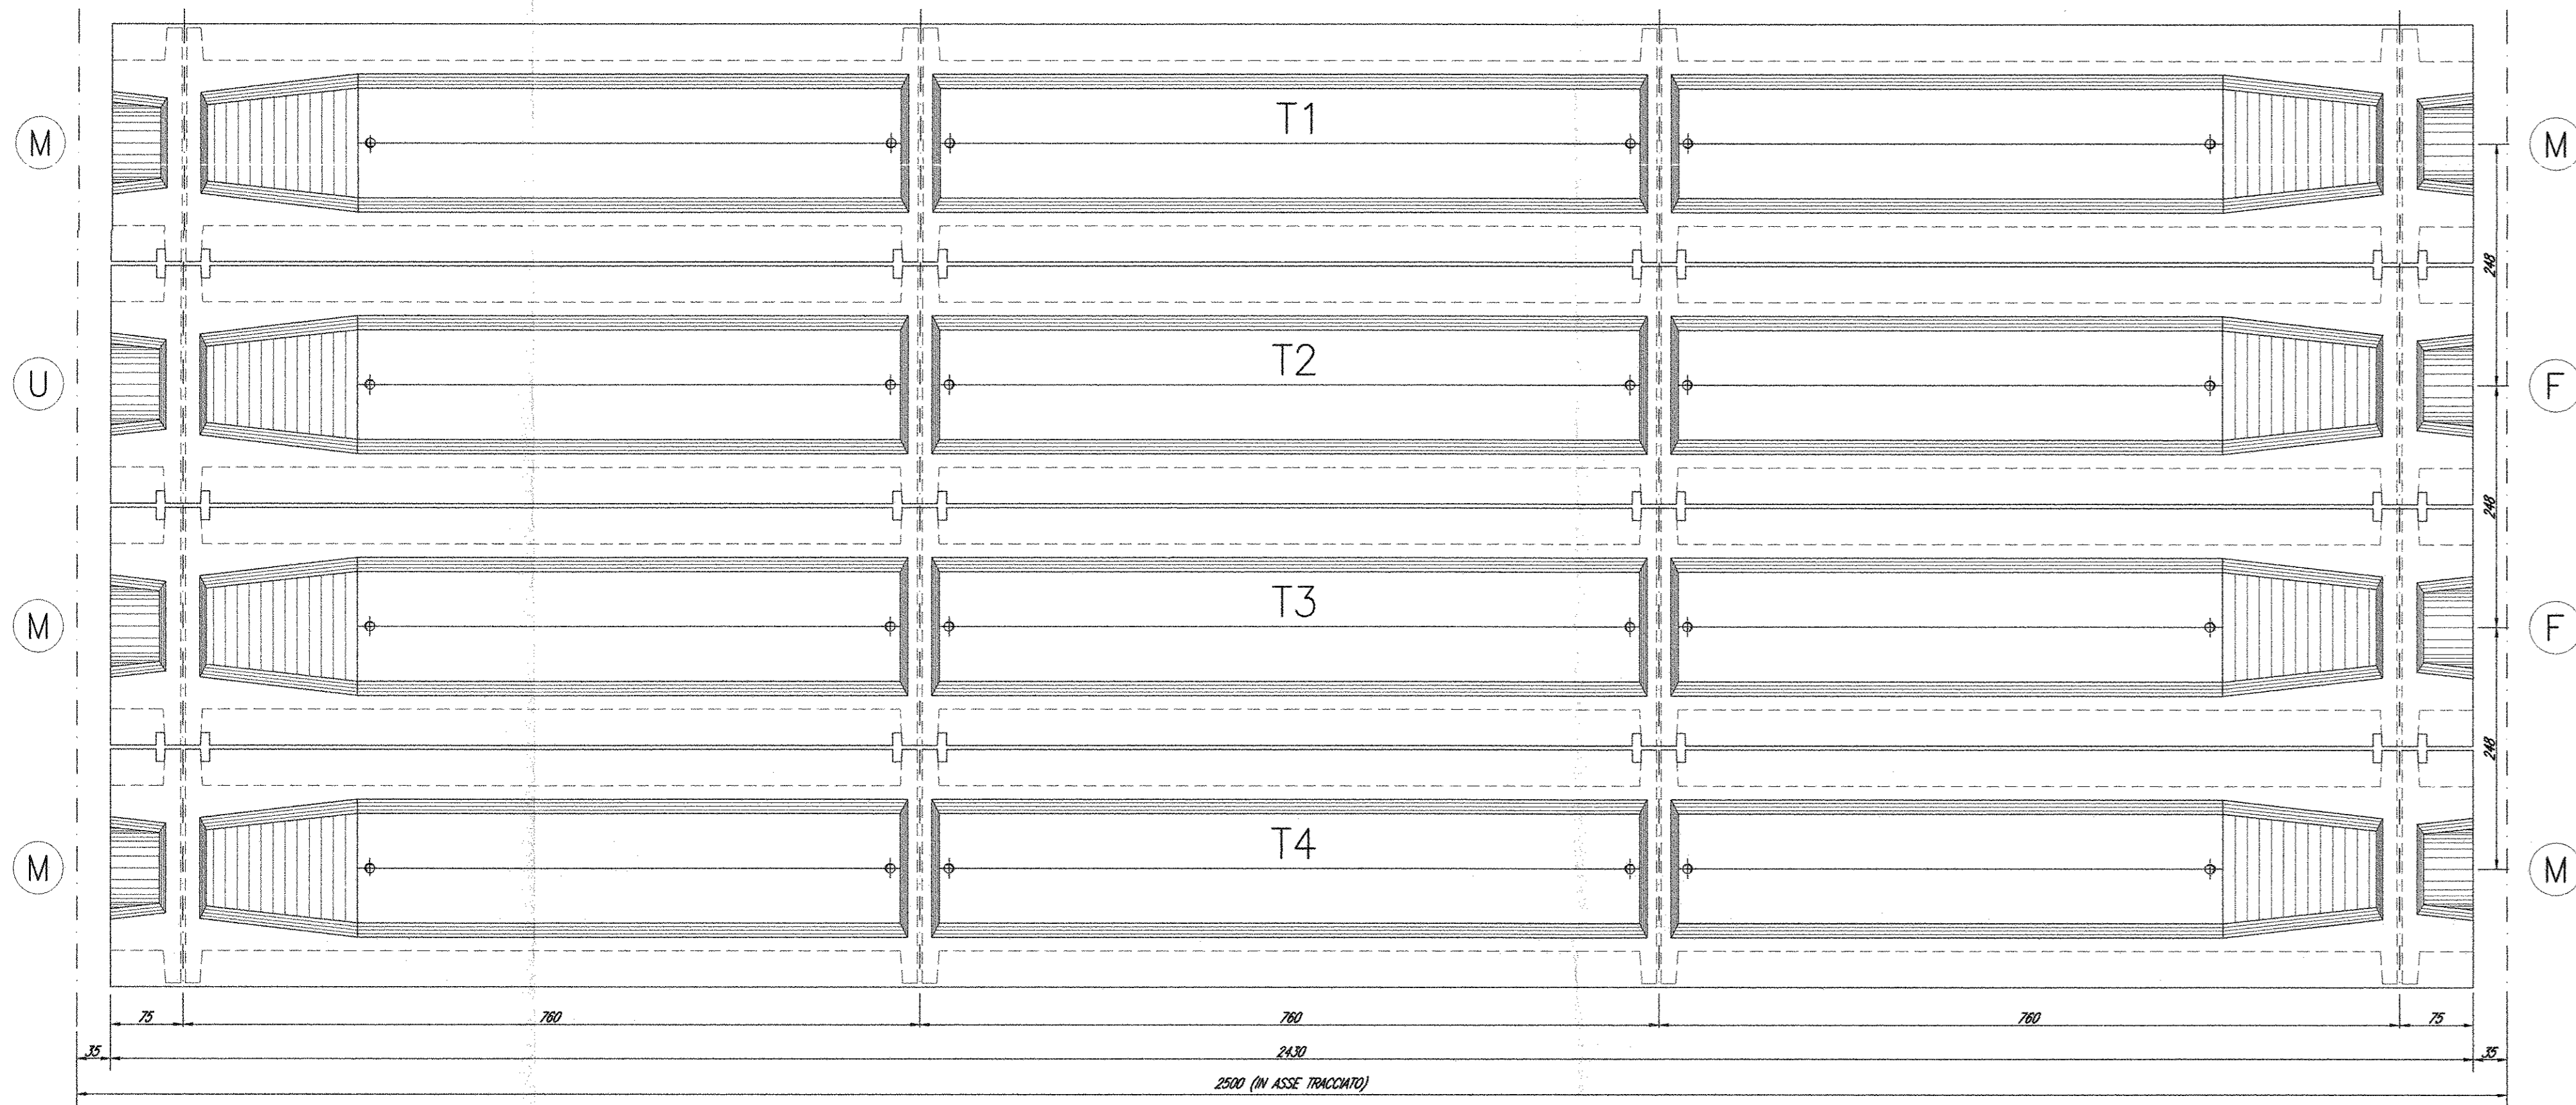 T1
M M
248
T2
U F
248
T3
M F
248
T4
M M
75 760 760 760 75
35 2430 35
2500 (IN ASSE TRACCIATO)